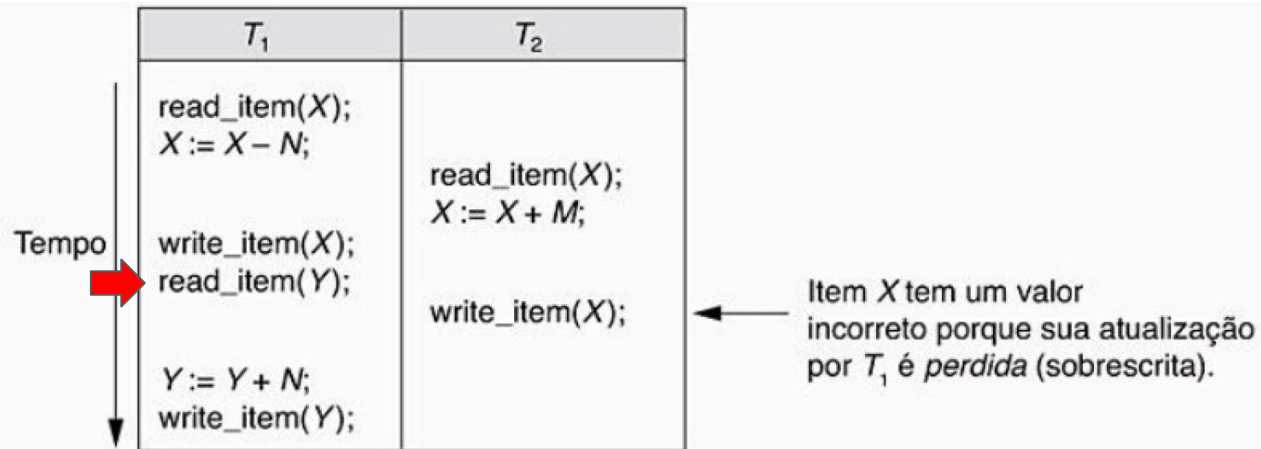 T1 T2
read_item(X);
X := X – N;
read_item(X);
X := X + M;
Tempo
write_item(X);
read_item(Y);
write_item(X);
Item X tem um valor
incorreto porque sua atualização
por T1 é perdida (sobrescrita).
Y := Y + N;
write_item(Y);